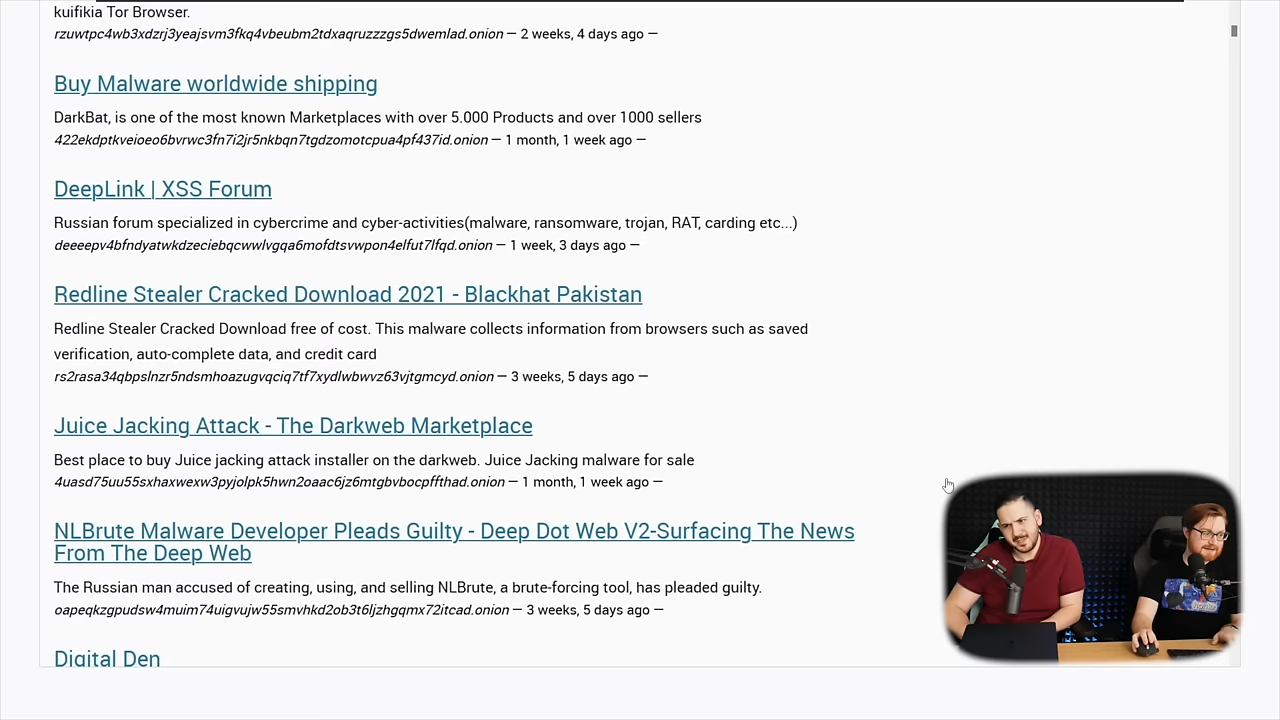 kuifikia Tor Browser.
rzuwtpc4wb3xdzrj3yeajsvm3fkq4vbeubm2tdxaqruzzzgs5dwemlad.onion — 2 weeks, 4 days ago —
Buy Malware worldwide shipping
DarkBat, is one of the most known Marketplaces with over 5.000 Products and over 1000 sellers
422ekdptkveioeo6bvrwc3fn7i2jr5nkbqn7tgdzomotcpua4pf437id.onion — 1 month, 1 week ago —
DeepLink | XSS Forum
Russian forum specialized in cybercrime and cyber-activities(malware, ransomware, trojan, RAT, carding etc...)
deeeepv4bfndyatwkdzeciebqcwwlvgqa6mofdtsvwpon4elfut7lfqd.onion — 1 week, 3 days ago —
Redline Stealer Cracked Download 2021 - Blackhat Pakistan
Redline Stealer Cracked Download free of cost. This malware collects information from browsers such as saved
verification, auto-complete data, and credit card
rs2rasa34qbpslnzr5ndsmhoazugvqciq7tf7xydlwbwvz63vjtgmcyd.onion — 3 weeks, 5 days ago —
Juice Jacking Attack - The Darkweb Marketplace
Best place to buy Juice jacking attack installer on the darkweb. Juice Jacking malware for sale
4uasd75uu55sxhaxwexw3pyjolpk5hwn2oaac6jz6mtgbvbocpffthad.onion — 1 month, 1 week ago —
NLBrute Malware Developer Pleads Guilty - Deep Dot Web V2-Surfacing The News
From The Deep Web
The Russian man accused of creating, using, and selling NLBrute, a brute-forcing tool, has pleaded guilty.
oapeqkzgpudsw4muim74uigvujw55smvhkd2ob3t6ljzhgqmx72itcad.onion — 3 weeks, 5 days ago —
Digital Den